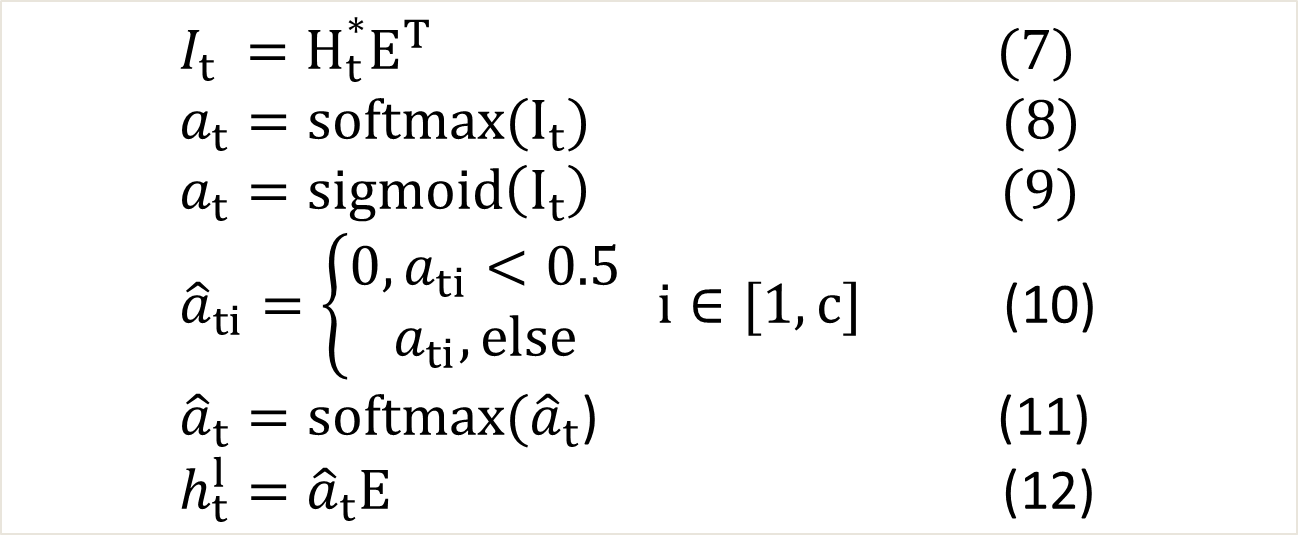 I_t = H_t^* E^T (7)
a_t = softmax(I_t) (8)
a_t = sigmoid(I_t) (9)
â_ti = { 0, a_ti < 0.5
a_ti, else i ∈ [1, c] (10)
â_t = softmax(â_t) (11)
h_t^l = â_t E (12)